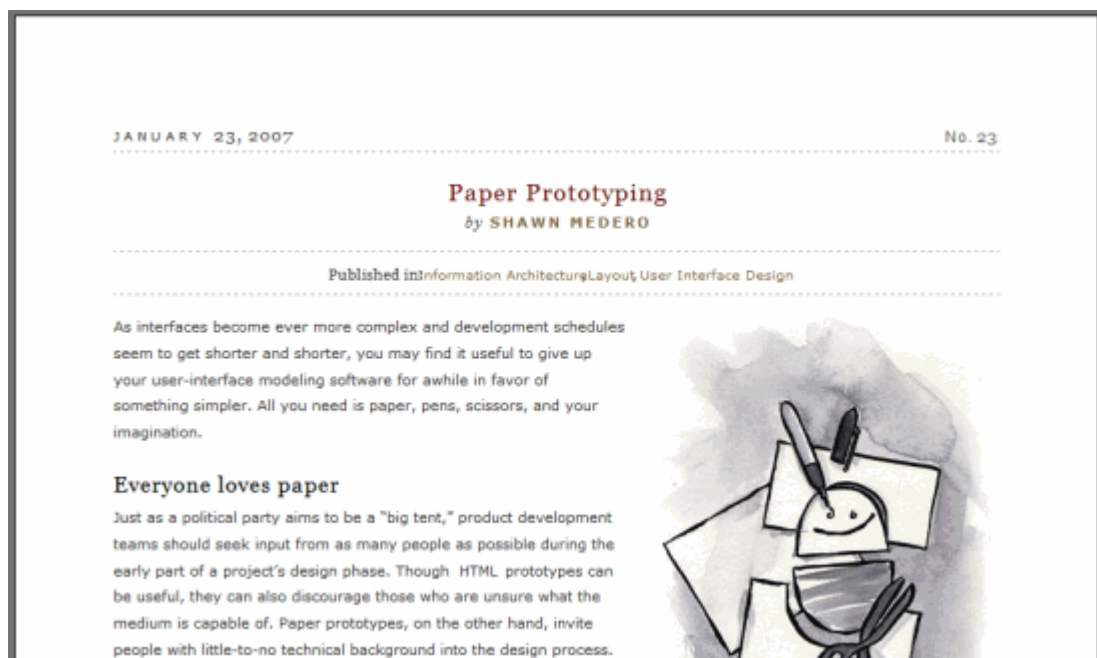 JANUARY 23, 2007 No. 23
Paper Prototyping
by SHAWN MEDERO
Published in:Information Architecture,Layout, User Interface Design
As interfaces become ever more complex and development schedules
seem to get shorter and shorter, you may find it useful to give up
your user-interface modeling software for awhile in favor of
something simpler. All you need is paper, pens, scissors, and your
imagination.
Everyone loves paper
Just as a political party aims to be a “big tent,” product development
teams should seek input from as many people as possible during the
early part of a project’s design phase. Though HTML prototypes can
be useful, they can also discourage those who are unsure what the
medium is capable of. Paper prototypes, on the other hand, invite
people with little-to-no technical background into the design process.